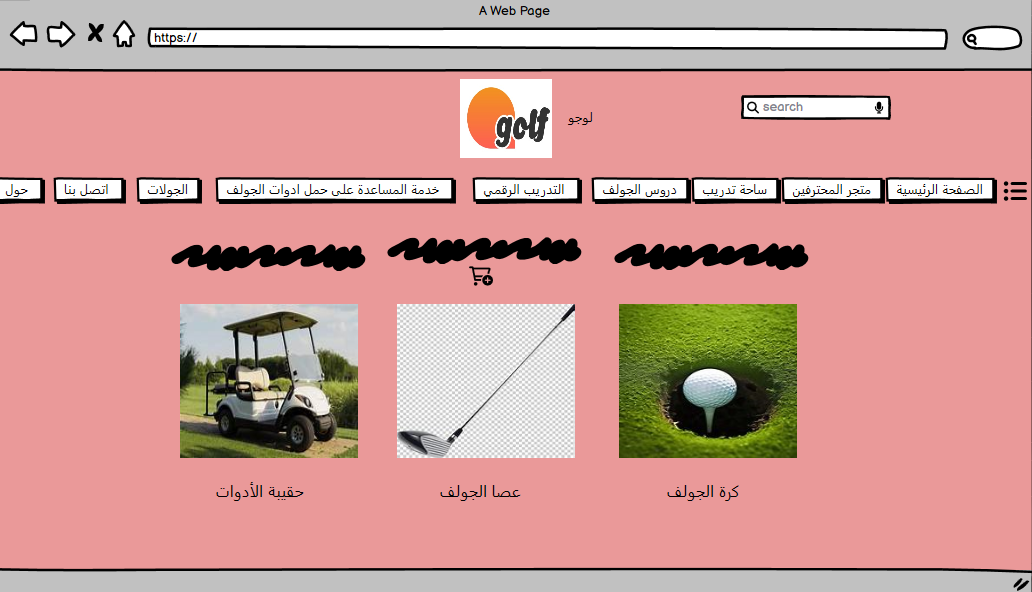 A Web Page
https://
golf
لوجو
search
الصفحة الرئيسية
متجر المحترفين
ساحة تدريب
دروس الجولف
التدريب الرقمي
خدمة المساعدة على حمل ادوات الجولف
الجولات
اتصل بنا
حول
كرة الجولف
عصا الجولف
حقيبة الأدوات